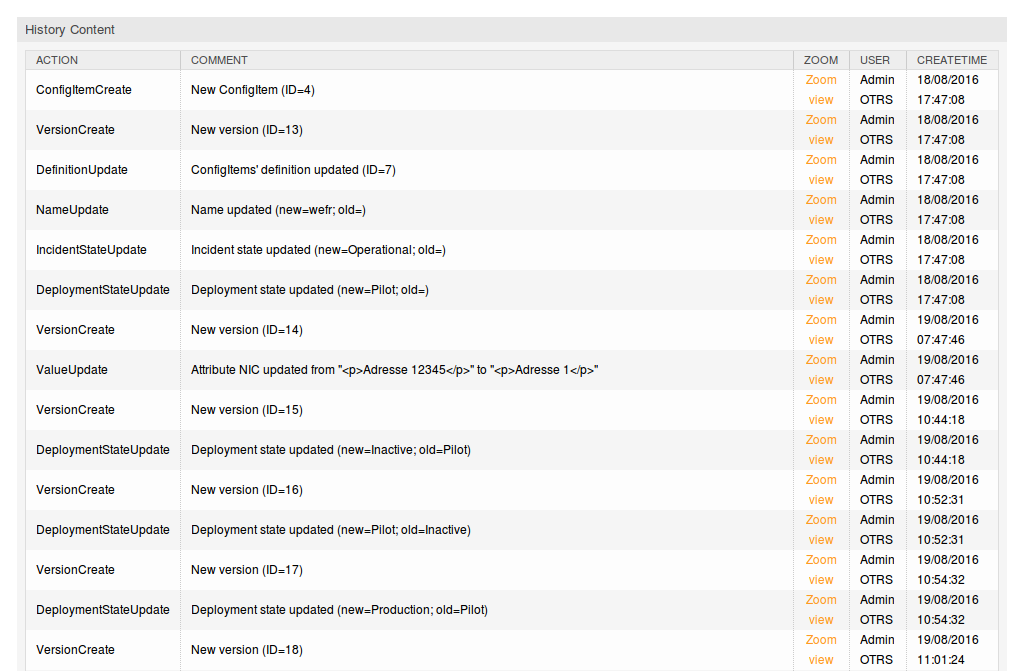 History Content
ACTION COMMENT ZOOM USER CREATETIME
ConfigItemCreate New ConfigItem (ID=4) Zoom view Admin OTRS 18/08/2016 17:47:08
VersionCreate New version (ID=13) Zoom view Admin OTRS 18/08/2016 17:47:08
DefinitionUpdate ConfigItems' definition updated (ID=7) Zoom view Admin OTRS 18/08/2016 17:47:08
NameUpdate Name updated (new=wefr; old=) Zoom view Admin OTRS 18/08/2016 17:47:08
IncidentStateUpdate Incident state updated (new=Operational; old=) Zoom view Admin OTRS 18/08/2016 17:47:08
DeploymentStateUpdate Deployment state updated (new=Pilot; old=) Zoom view Admin OTRS 18/08/2016 17:47:08
VersionCreate New version (ID=14) Zoom view Admin OTRS 19/08/2016 07:47:46
ValueUpdate Attribute NIC updated from "<p>Adresse 12345</p>" to "<p>Adresse 1</p>" Zoom view Admin OTRS 19/08/2016 07:47:46
VersionCreate New version (ID=15) Zoom view Admin OTRS 19/08/2016 10:44:18
DeploymentStateUpdate Deployment state updated (new=Inactive; old=Pilot) Zoom view Admin OTRS 19/08/2016 10:44:18
VersionCreate New version (ID=16) Zoom view Admin OTRS 19/08/2016 10:52:31
DeploymentStateUpdate Deployment state updated (new=Pilot; old=Inactive) Zoom view Admin OTRS 19/08/2016 10:52:31
VersionCreate New version (ID=17) Zoom view Admin OTRS 19/08/2016 10:54:32
DeploymentStateUpdate Deployment state updated (new=Production; old=Pilot) Zoom view Admin OTRS 19/08/2016 10:54:32
VersionCreate New version (ID=18) Zoom view Admin OTRS 19/08/2016 11:01:24